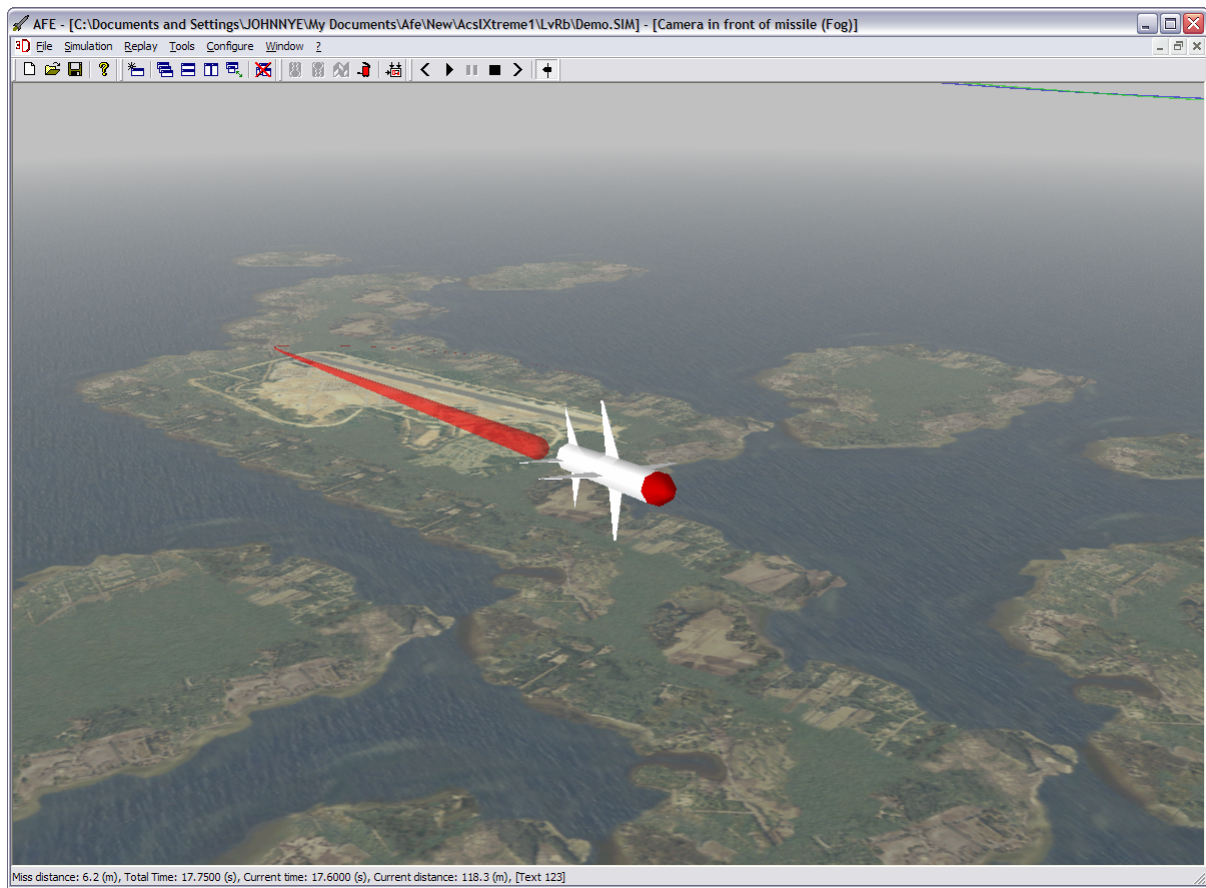 AFE - [C:\Documents and Settings\JOHNNYE\My Documents\Afe\New\AcsIXtreme1\LvRb\Demo.SIM] - [Camera in front of missile (Fog)]
3D File Simulation Replay Tools Configure Window ?
Miss distance: 6.2 (m), Total Time: 17.7500 (s), Current time: 17.6000 (s), Current distance: 118.3 (m), [Text 123]